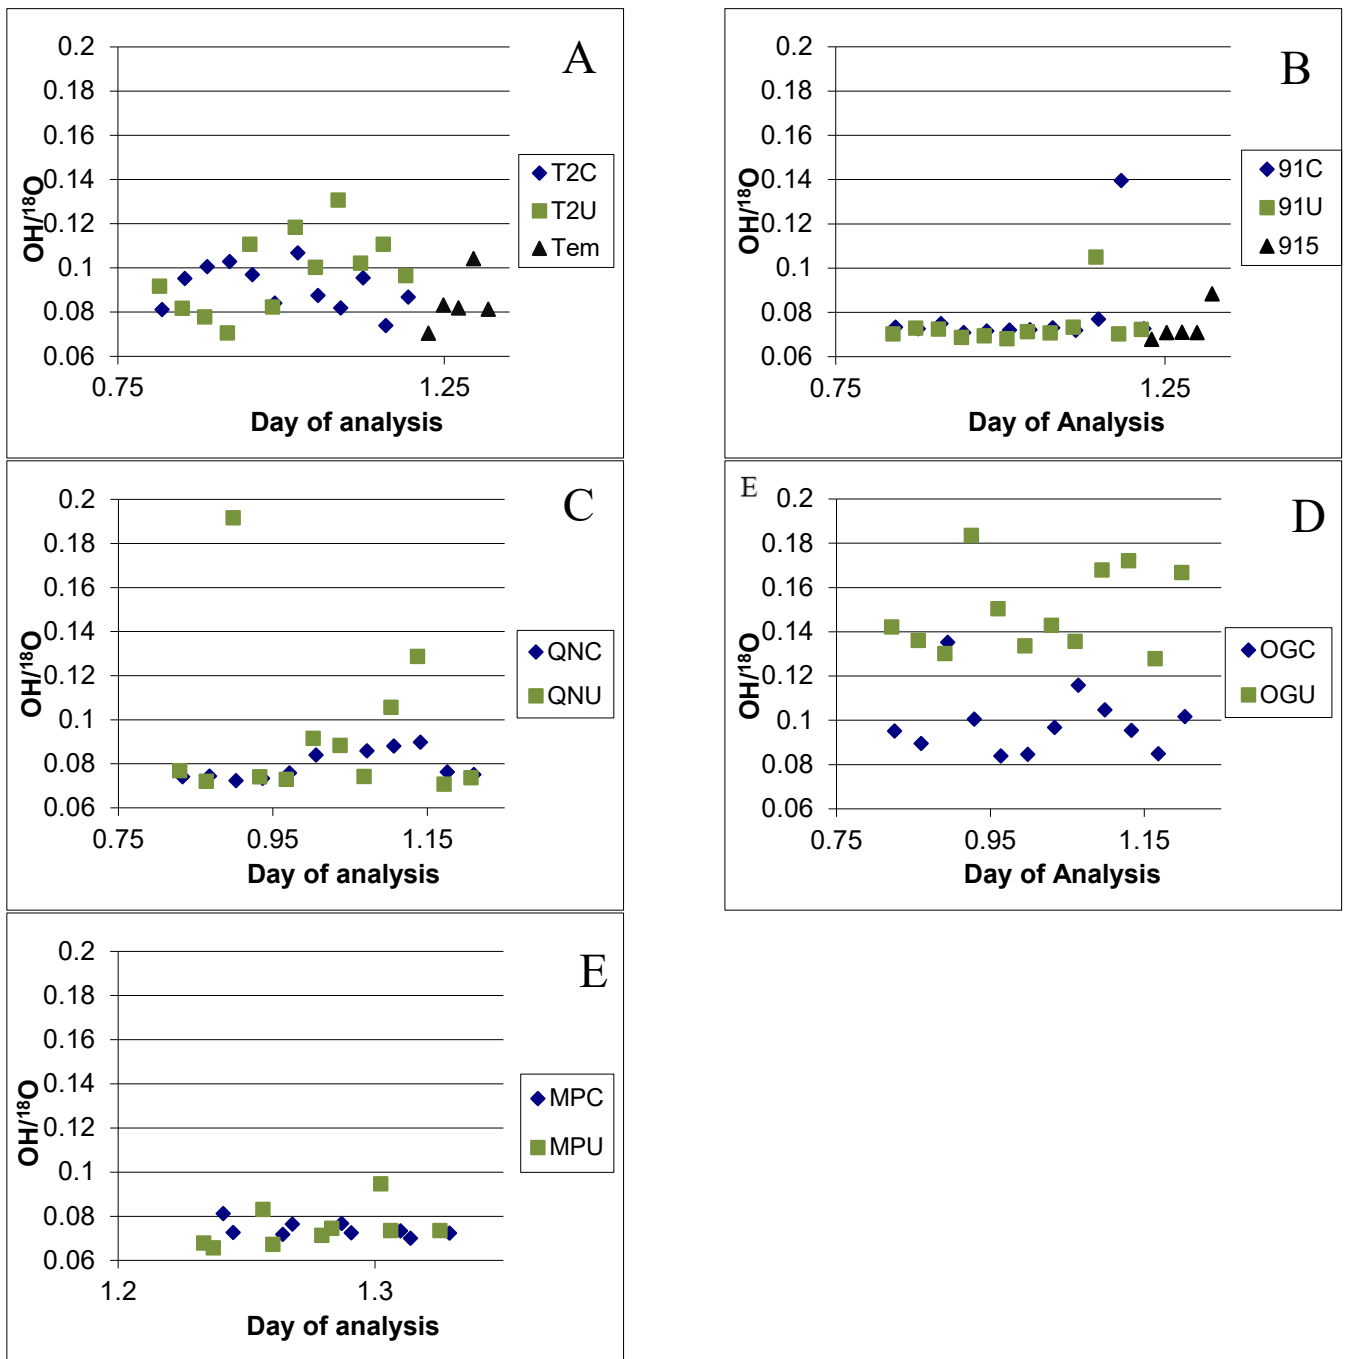 A
0.2
0.18
0.16
0.14
0.12
0.1
0.08
0.06
OH/¹⁸O
0.75
1.25
Day of analysis
T2C
T2U
Tem
B
0.2
0.18
0.16
0.14
0.12
0.1
0.08
0.06
OH/¹⁸O
0.75
1.25
Day of Analysis
91C
91U
915
C
0.2
0.18
0.16
0.14
0.12
0.1
0.08
0.06
OH/¹⁸O
0.75
0.95
1.15
Day of analysis
QNC
QNU
E
D
0.2
0.18
0.16
0.14
0.12
0.1
0.08
0.06
OH/¹⁸O
0.75
0.95
1.15
Day of Analysis
OGC
OGU
E
0.2
0.18
0.16
0.14
0.12
0.1
0.08
0.06
OH/¹⁸O
1.2
1.3
Day of analysis
MPC
MPU